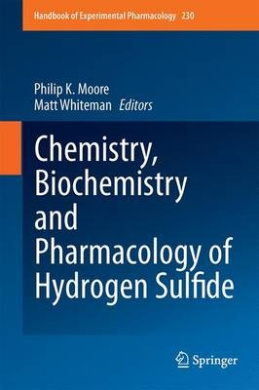 Handbook of Experimental Pharmacology 230
Philip K. Moore
Matt Whiteman Editors
Chemistry,
Biochemistry
and
Pharmacology of
Hydrogen Sulfide
Springer